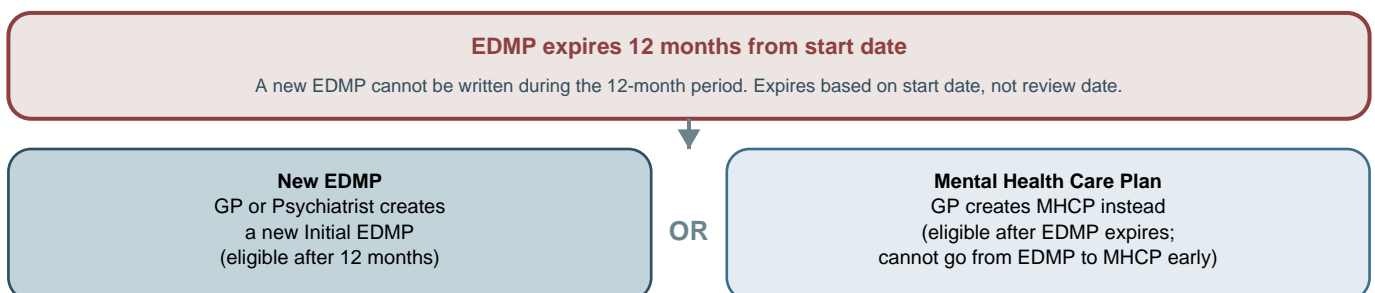 EDMP expires 12 months from start date
A new EDMP cannot be written during the 12-month period. Expires based on start date, not review date.
New EDMP
GP or Psychiatrist creates
a new Initial EDMP
(eligible after 12 months)
OR
Mental Health Care Plan
GP creates MHCP instead
(eligible after EDMP expires;
cannot go from EDMP to MHCP early)